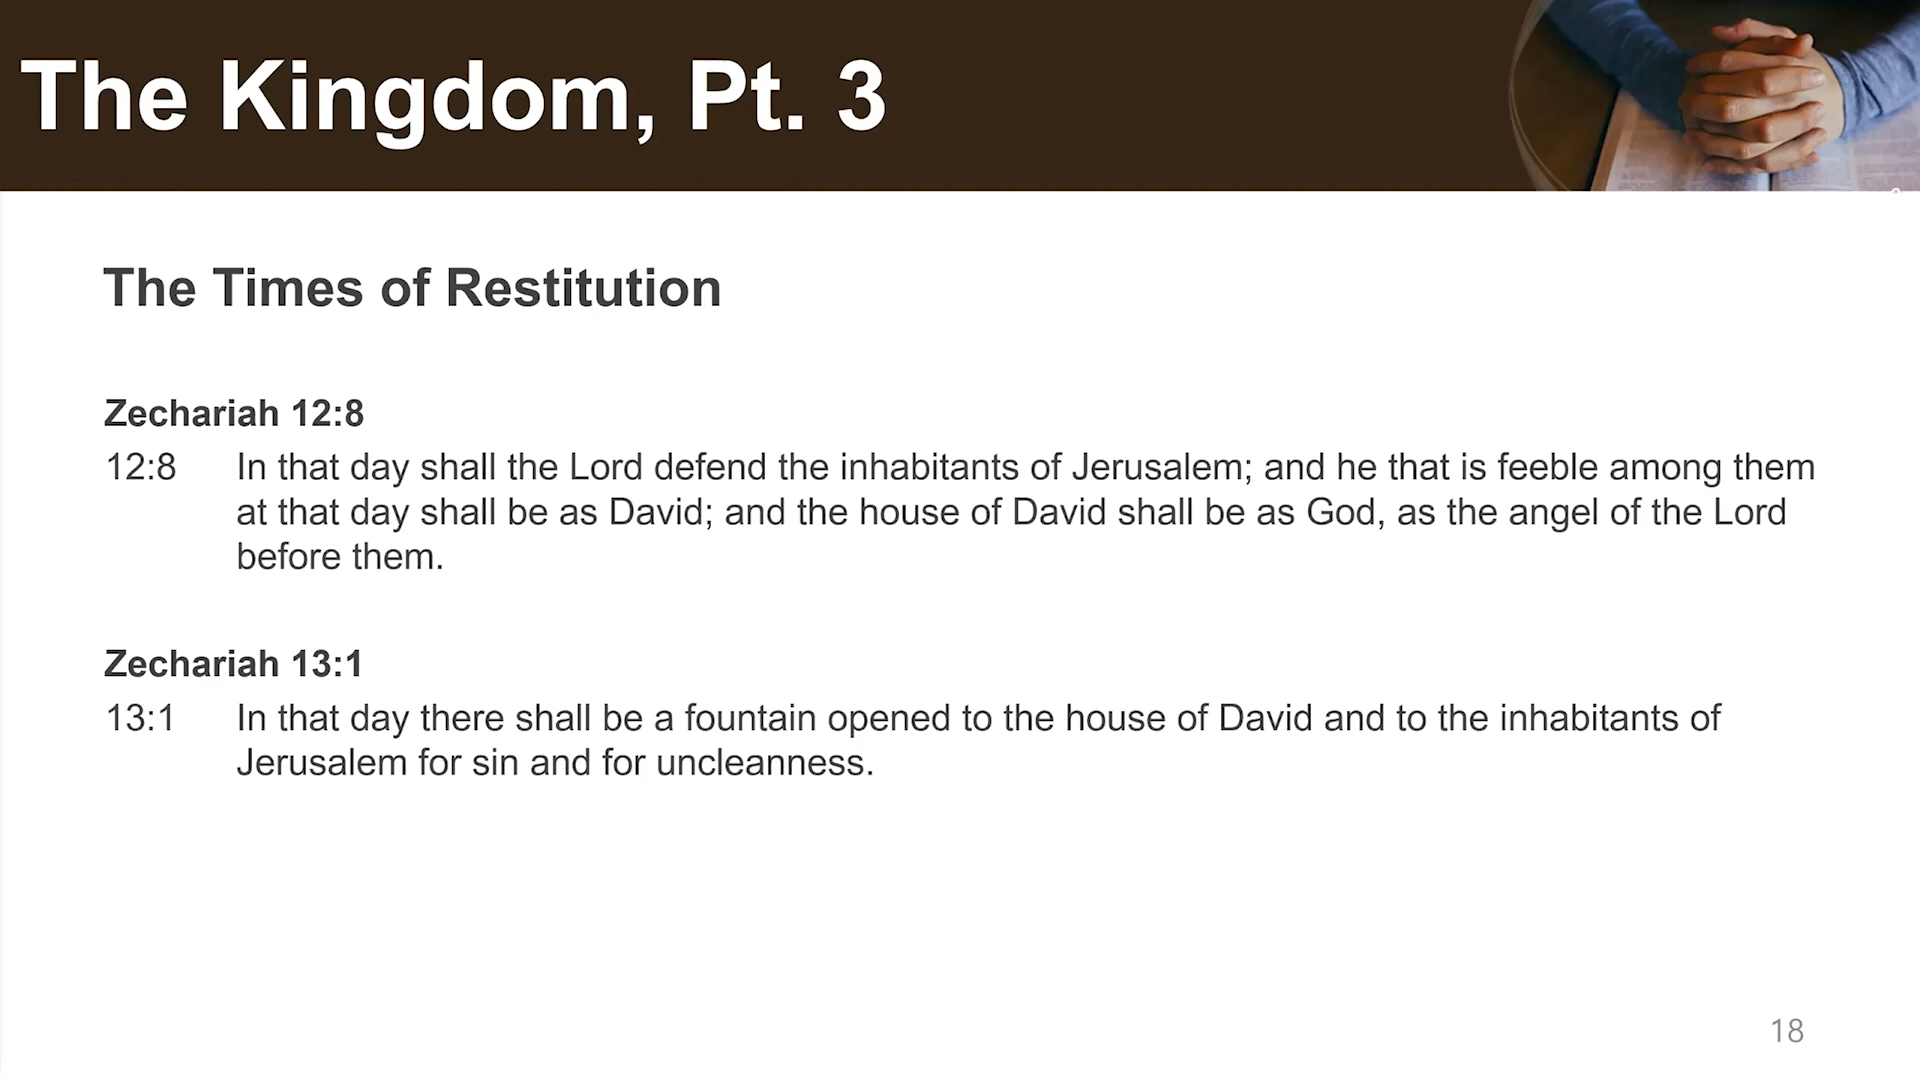 The Kingdom, Pt. 3
The Times of Restitution
Zechariah 12:8
12:8 In that day shall the Lord defend the inhabitants of Jerusalem; and he that is feeble among them
at that day shall be as David; and the house of David shall be as God, as the angel of the Lord
before them.
Zechariah 13:1
13:1 In that day there shall be a fountain opened to the house of David and to the inhabitants of
Jerusalem for sin and for uncleanness.
18